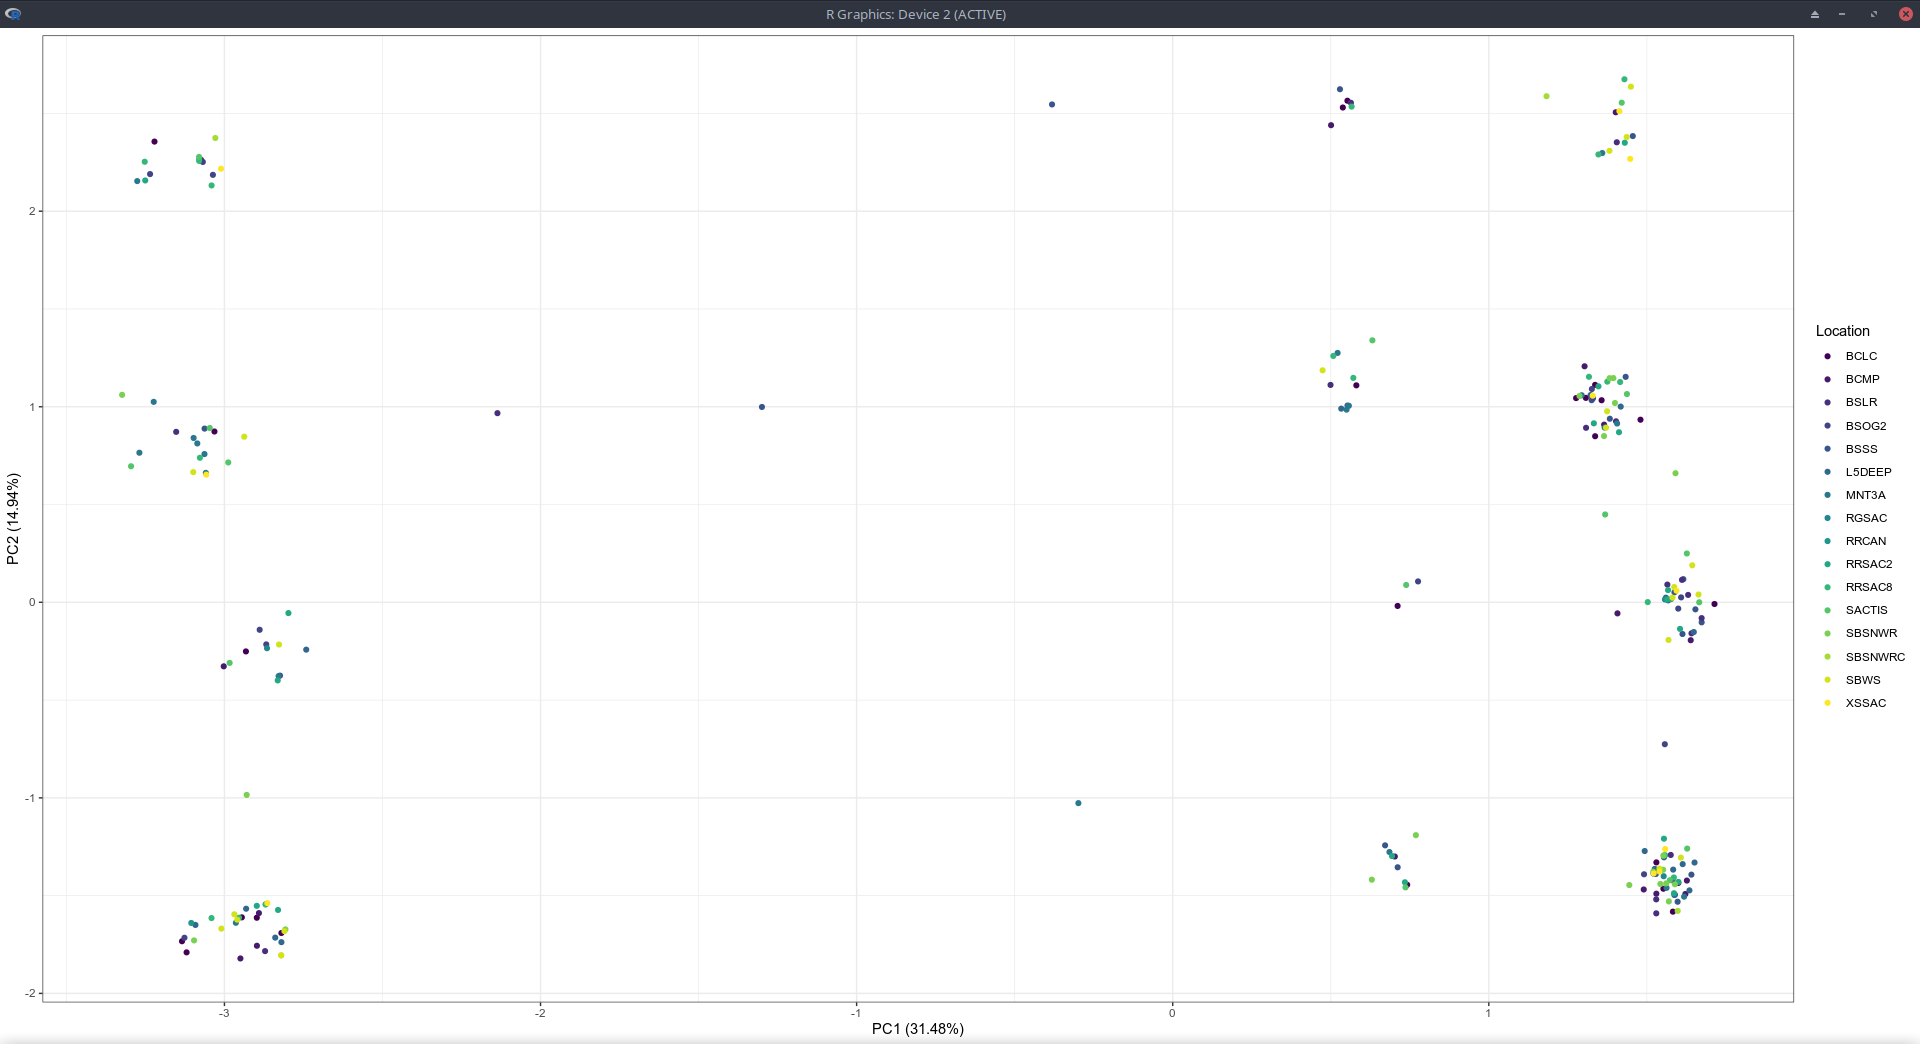 R Graphics: Device 2 (ACTIVE)
2
1
0
-1
-2
PC2 (14.94%)
-3
-2
-1
0
1
PC1 (31.48%)
Location
BCLC
BCMP
BSLR
BSOG2
BSSS
L5DEEP
MNT3A
RGSAC
RRCAN
RRSAC2
RRSAC8
SACTIS
SBSNWR
SBSNWRC
SBWS
XSSAC